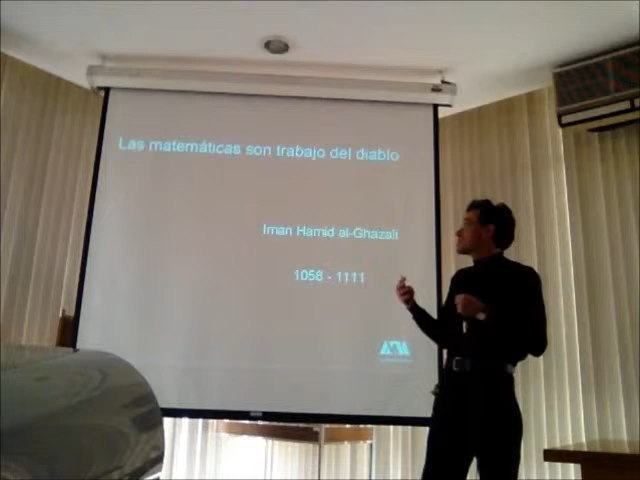 Las matemáticas son trabajo del diablo
Iman Hamid al-Ghazali
1058 - 1111